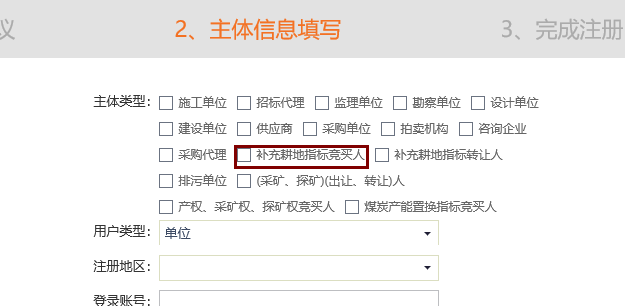 议 2、主体信息填写 3、完成注册
主体类型: 施工单位 招标代理 监理单位 勘察单位 设计单位
建设单位 供应商 采购单位 拍卖机构 咨询企业
采购代理 补充耕地指标竞买人 补充耕地指标转让人
排污单位 (采矿、探矿)(出让、转让)人
产权、采矿权、探矿权竞买人 煤炭产能置换指标竞买人
用户类型: 单位
注册地区:
登录账号: